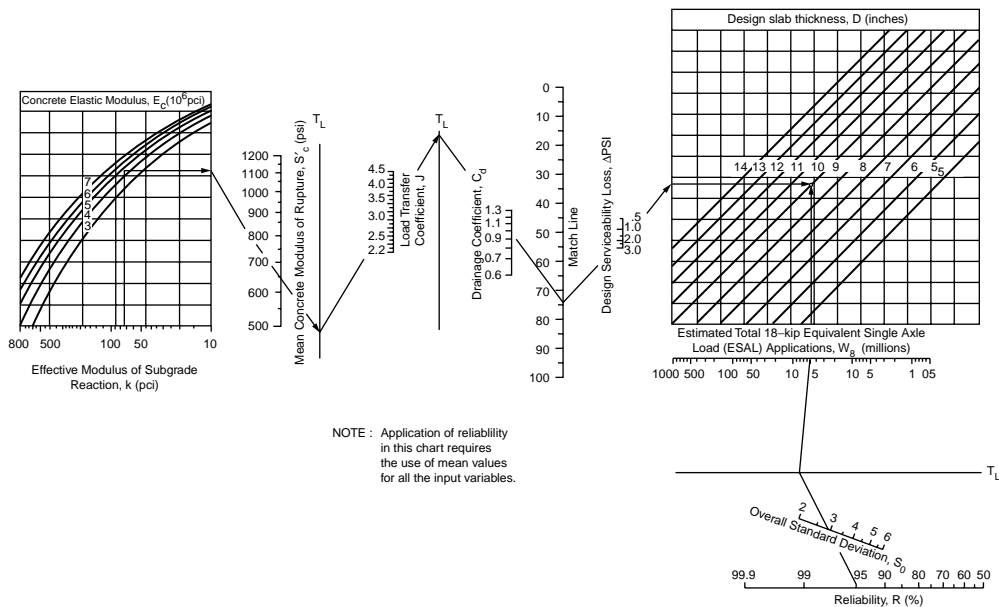 Design slab thickness, D (inches)
14 13 12 11 10 9 8 7 6 5 5
Concrete Elastic Modulus, Ec(10^6pci)
7
6
5
4
3
800 500 100 50 10
Effective Modulus of Subgrade
Reaction, k (pci)
Mean Concrete Modulus of Rupture, S′c (psi)
1200
1100
1000
900
800
700
600
500
TL
Load Transfer
Coefficient, J
4.5
4.0
3.5
3.0
2.5
2.2
TL
Drainage Coefficient, Cd
1.3
1.1
0.9
0.7
0.6
Match Line
0
10
20
30
40
50
60
70
80
90
100
Design Serviceability Loss, ΔPSI
.5
1.0
2.0
3.0
Estimated Total 18–kip Equivalent Single Axle
Load (ESAL) Applications, W8 (millions)
1000 500 100 50 10 5 10 5 1 05
TL
2 3 4 5 6
Overall Standard Deviation, S0
99.9 99 95 90 80 70 60 50
Reliability, R (%)
NOTE : Application of reliablility
in this chart requires
the use of mean values
for all the input variables.